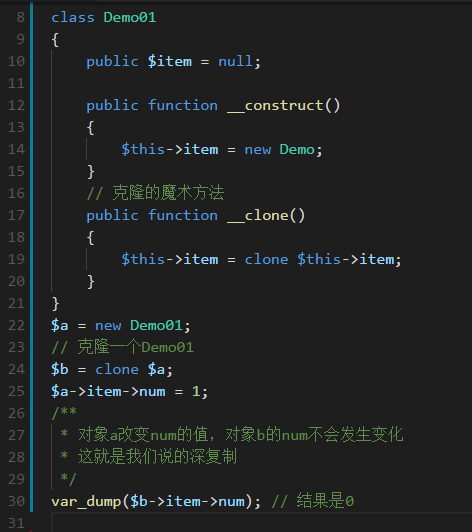 8 class Demo01
9 {
10     public $item = null;
11
12     public function __construct()
13     {
14         $this->item = new Demo;
15     }
16     // 克隆的魔术方法
17     public function __clone()
18     {
19         $this->item = clone $this->item;
20     }
21 }
22 $a = new Demo01;
23 // 克隆一个Demo01
24 $b = clone $a;
25 $a->item->num = 1;
26 /**
27  * 对象a改变num的值，对象b的num不会发生变化
28  * 这就是我们说的深复制
29  */
30 var_dump($b->item->num); // 结果是0
31